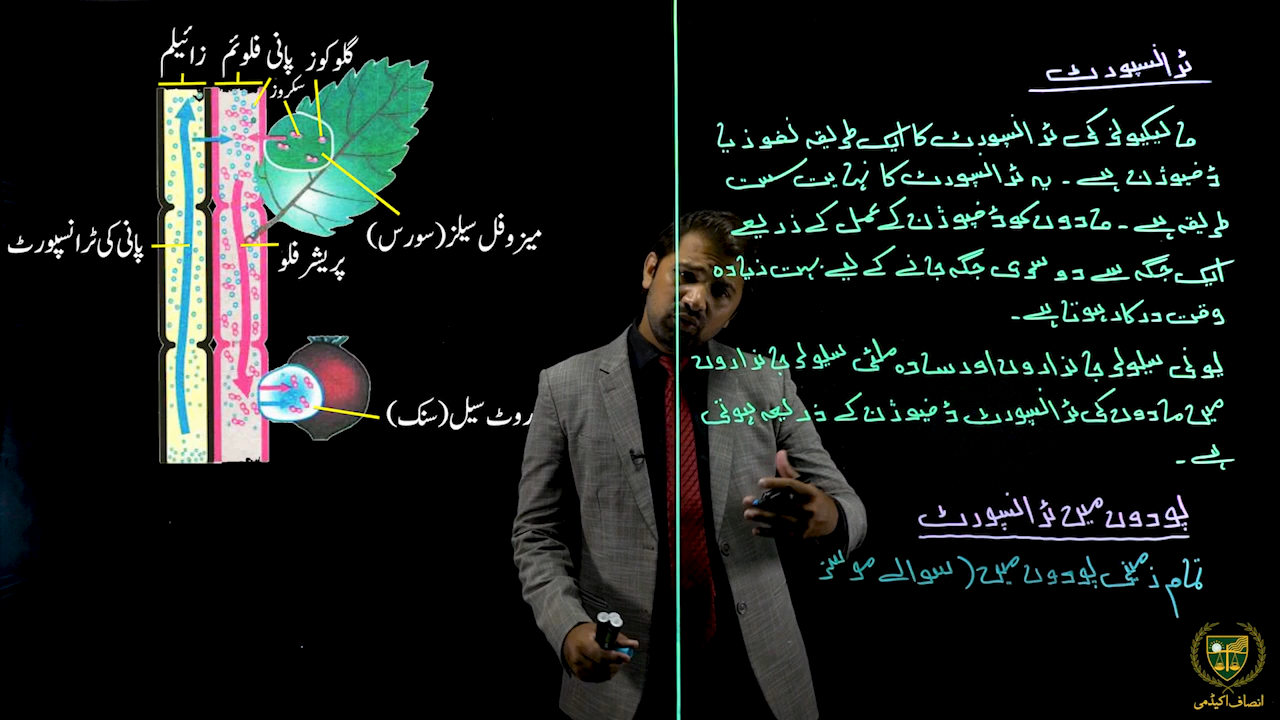 ٹرانسپورٹ
مالیکیولز کی ٹرانسپورٹ کا ایک طریقہ نفوذ یا
ڈفیوژن ہے۔ یہ ٹرانسپورٹ کا نہایت سست
طریقہ ہے۔ مادوں کو ڈفیوژن کے عمل کے ذریعے
ایک جگہ سے دوسری جگہ جانے کے لیے بہت زیادہ
وقت درکار ہوتا ہے۔
یونی سیلولر جانداروں اور سادہ ملٹی سیلولر جانداروں
میں مادوں کی ٹرانسپورٹ ڈفیوژن کے ذریعہ ہوتی
ہے۔
پودوں میں ٹرانسپورٹ
تمام زمینی پودوں میں (سوائے موسز
گلوکوز
پانی
فلوئم
زائیلم
سکروز
میزوفل سیلز (سورس)
پریشر فلو
پانی کی ٹرانسپورٹ
روٹ سیل (سنک)
انصاف اکیڈمی